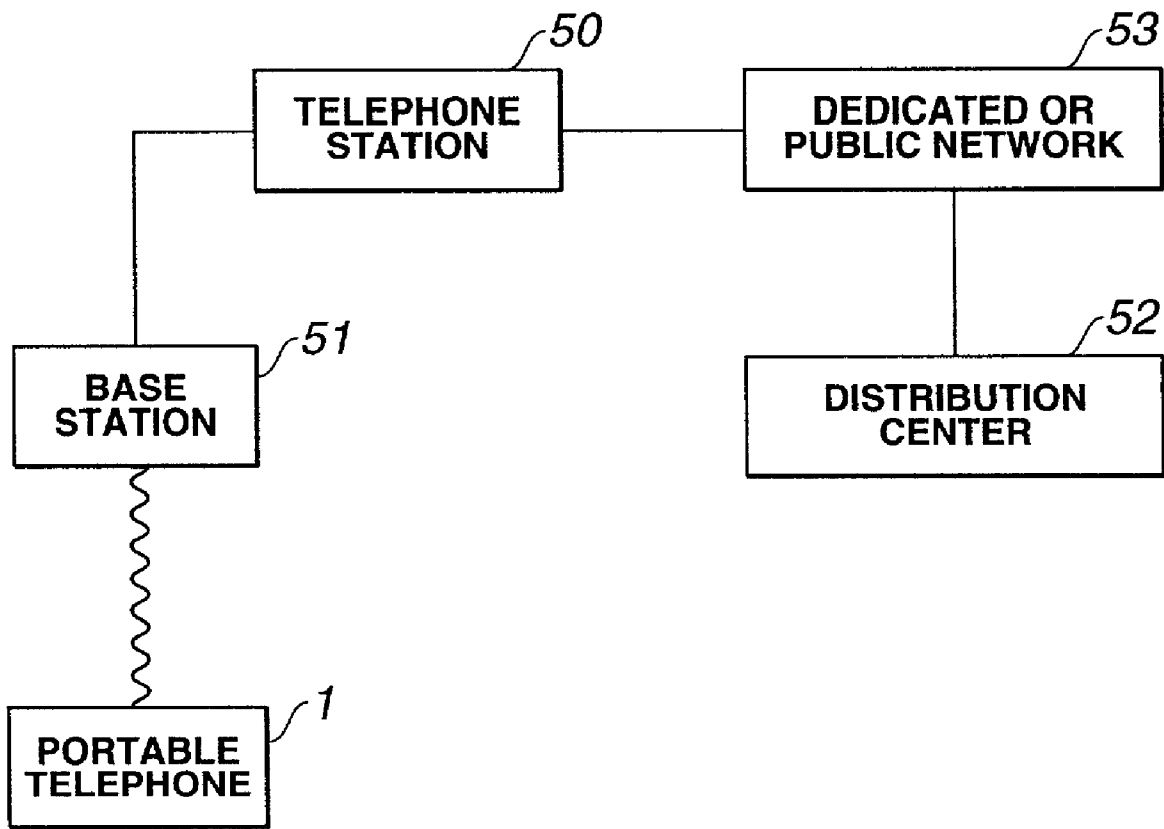 50
TELEPHONE
STATION
53
DEDICATED OR
PUBLIC NETWORK
51
BASE
STATION
52
DISTRIBUTION
CENTER
1
PORTABLE
TELEPHONE